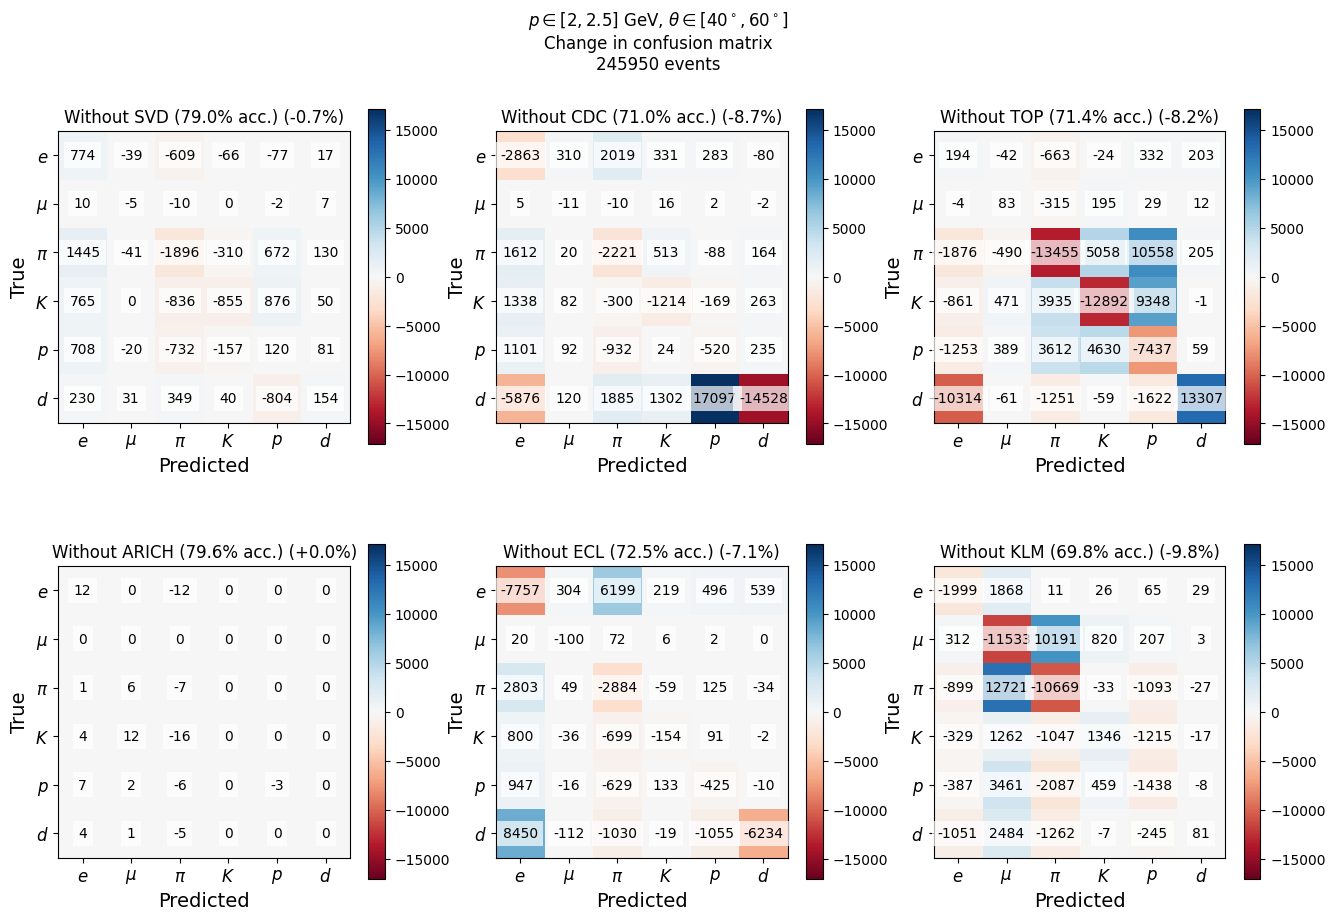 p ∈ [2, 2.5] GeV, θ ∈ [40°, 60°]
Change in confusion matrix
245950 events
Without SVD (79.0% acc.) (-0.7%)
True
e 774 -39 -609 -66 -77 17
μ 10 -5 -10 0 -2 7
π 1445 -41 -1896 -310 672 130
K 765 0 -836 -855 876 50
p 708 -20 -732 -157 120 81
d 230 31 349 40 -804 154
e μ π K p d
Predicted
15000
10000
5000
0
−5000
−10000
−15000
Without CDC (71.0% acc.) (-8.7%)
True
e -2863 310 2019 331 283 -80
μ 5 -11 -10 16 2 -2
π 1612 20 -2221 513 -88 164
K 1338 82 -300 -1214 -169 263
p 1101 92 -932 24 -520 235
d -5876 120 1885 1302 17097 -14528
e μ π K p d
Predicted
15000
10000
5000
0
−5000
−10000
−15000
Without TOP (71.4% acc.) (-8.2%)
True
e 194 -42 -663 -24 332 203
μ -4 83 -315 195 29 12
π -1876 -490 -13455 5058 10558 205
K -861 471 3935 -12892 9348 -1
p -1253 389 3612 4630 -7437 59
d -10314 -61 -1251 -59 -1622 13307
e μ π K p d
Predicted
15000
10000
5000
0
−5000
−10000
−15000
Without ARICH (79.6% acc.) (+0.0%)
True
e 12 0 -12 0 0 0
μ 0 0 0 0 0 0
π 1 6 -7 0 0 0
K 4 12 -16 0 0 0
p 7 2 -6 0 -3 0
d 4 1 -5 0 0 0
e μ π K p d
Predicted
15000
10000
5000
0
−5000
−10000
−15000
Without ECL (72.5% acc.) (-7.1%)
True
e -7757 304 6199 219 496 539
μ 20 -100 72 6 2 0
π 2803 49 -2884 -59 125 -34
K 800 -36 -699 -154 91 -2
p 947 -16 -629 133 -425 -10
d 8450 -112 -1030 -19 -1055 -6234
e μ π K p d
Predicted
15000
10000
5000
0
−5000
−10000
−15000
Without KLM (69.8% acc.) (-9.8%)
True
e -1999 1868 11 26 65 29
μ 312 -11533 10191 820 207 3
π -899 12721 -10669 -33 -1093 -27
K -329 1262 -1047 1346 -1215 -17
p -387 3461 -2087 459 -1438 -8
d -1051 2484 -1262 -7 -245 81
e μ π K p d
Predicted
15000
10000
5000
0
−5000
−10000
−15000